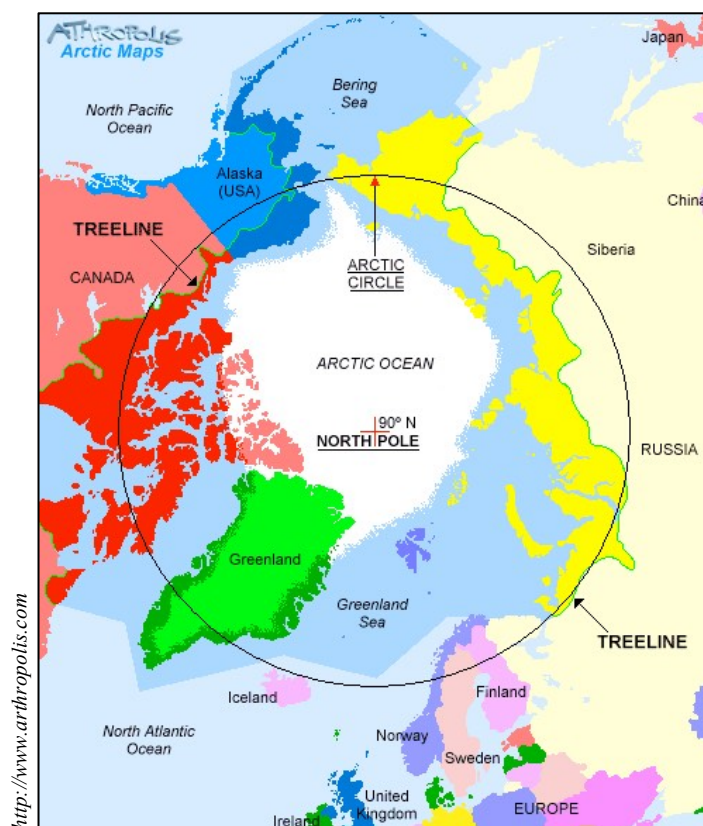 ATHROPOLIS
Arctic Maps
Japan
Bering
Sea
North Pacific
Ocean
Alaska
(USA)
China
TREELINE
Siberia
CANADA
ARCTIC
CIRCLE
ARCTIC OCEAN
90º N
NORTH POLE
RUSSIA
Greenland
Greenland
Sea
TREELINE
Iceland
Finland
North Atlantic
Ocean
Norway
Sweden
United
Kingdom
EUROPE
Ireland
http://www.arthropolis.com